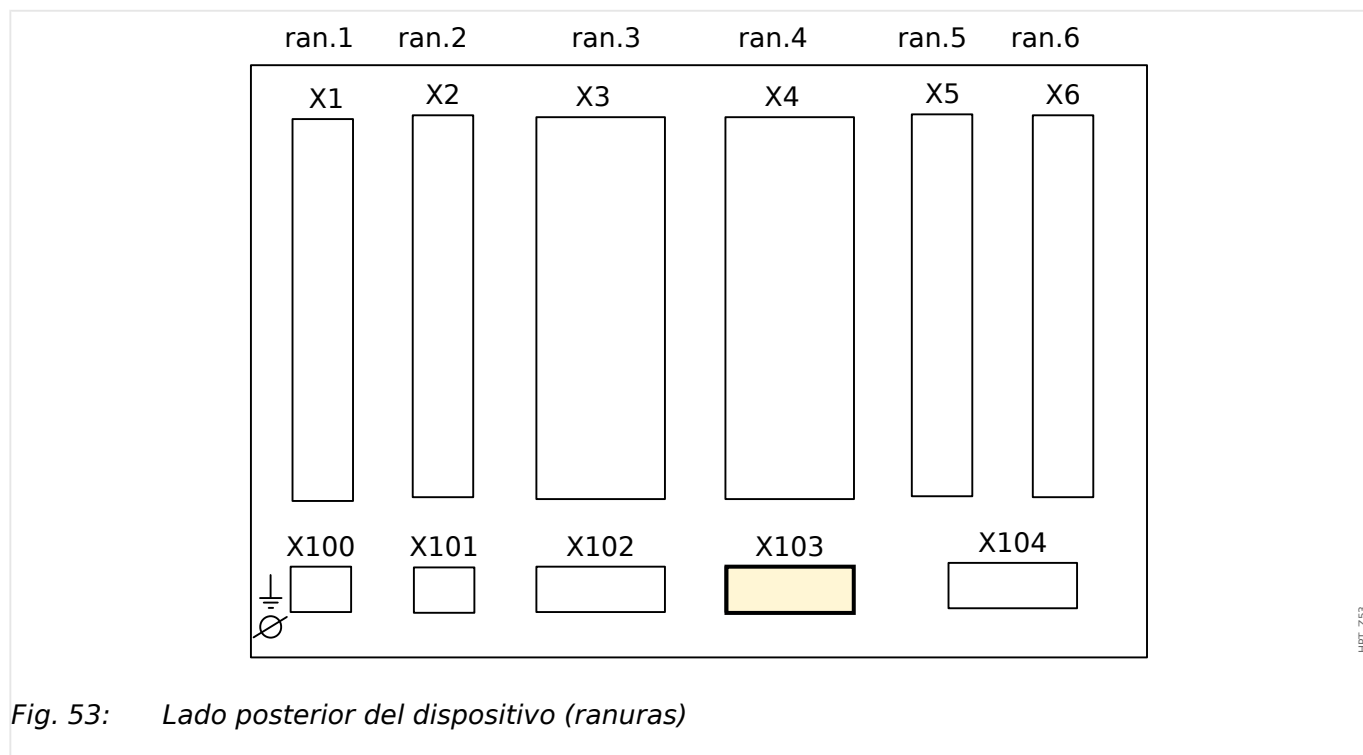 ran.1 ran.2 ran.3 ran.4 ran.5 ran.6
X1 X2 X3 X4 X5 X6
X100 X101 X102 X103 X104
Fig. 53: Lado posterior del dispositivo (ranuras)